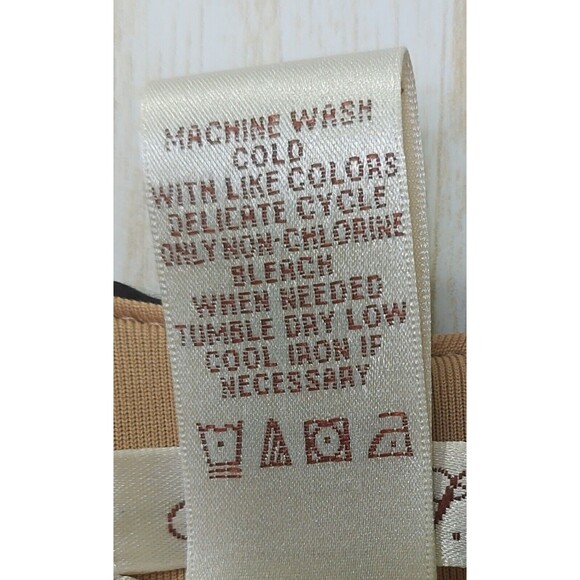 MACHINE WASH
COLD
WITH LIKE COLORS
DELICATE CYCLE
ONLY NON-CHLORINE
BLEACH
WHEN NEEDED
TUMBLE DRY LOW
COOL IRON IF
NECESSARY